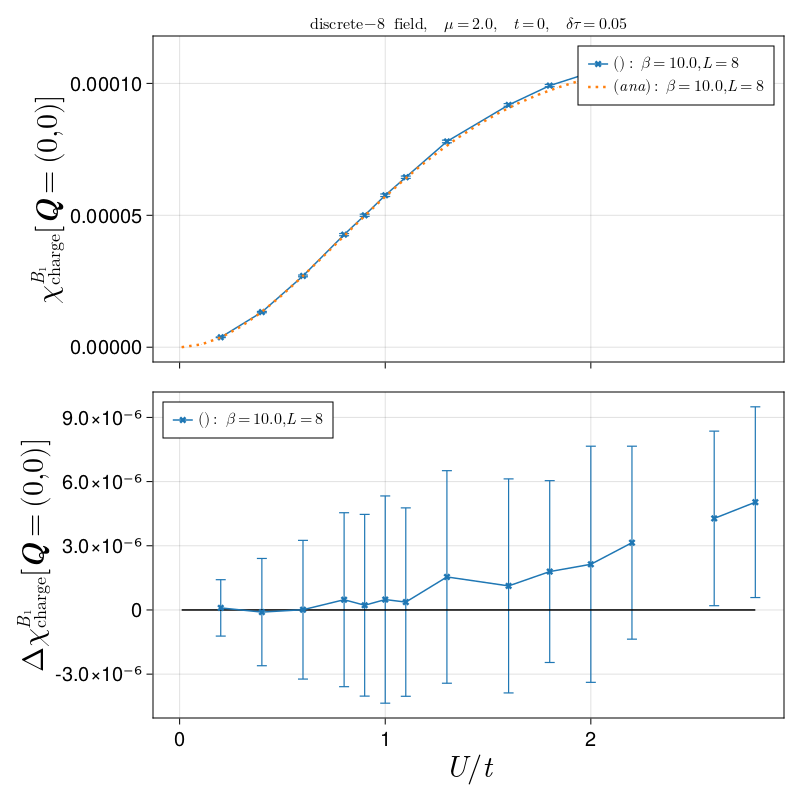 discrete−8 field, μ = 2.0, t = 0, δτ = 0.05
0.00010
0.00005
0.00000
χ^{B_1}_{charge}[Q = (0,0)]
() : β = 10.0, L = 8
(ana) : β = 10.0, L = 8
9.0×10⁻⁶
6.0×10⁻⁶
3.0×10⁻⁶
0
-3.0×10⁻⁶
Δχ^{B_1}_{charge}[Q = (0,0)]
() : β = 10.0, L = 8
0 1 2
U/t